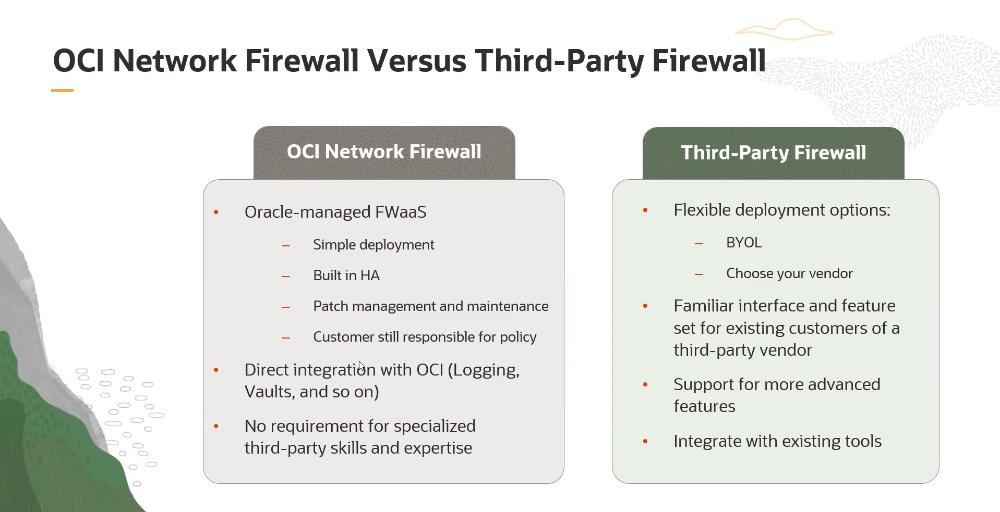 OCI Network Firewall Versus Third-Party Firewall
OCI Network Firewall
• Oracle-managed FWaaS
– Simple deployment
– Built in HA
– Patch management and maintenance
– Customer still responsible for policy
• Direct integration with OCI (Logging,
Vaults, and so on)
• No requirement for specialized
third-party skills and expertise
Third-Party Firewall
• Flexible deployment options:
– BYOL
– Choose your vendor
• Familiar interface and feature
set for existing customers of a
third-party vendor
• Support for more advanced
features
• Integrate with existing tools